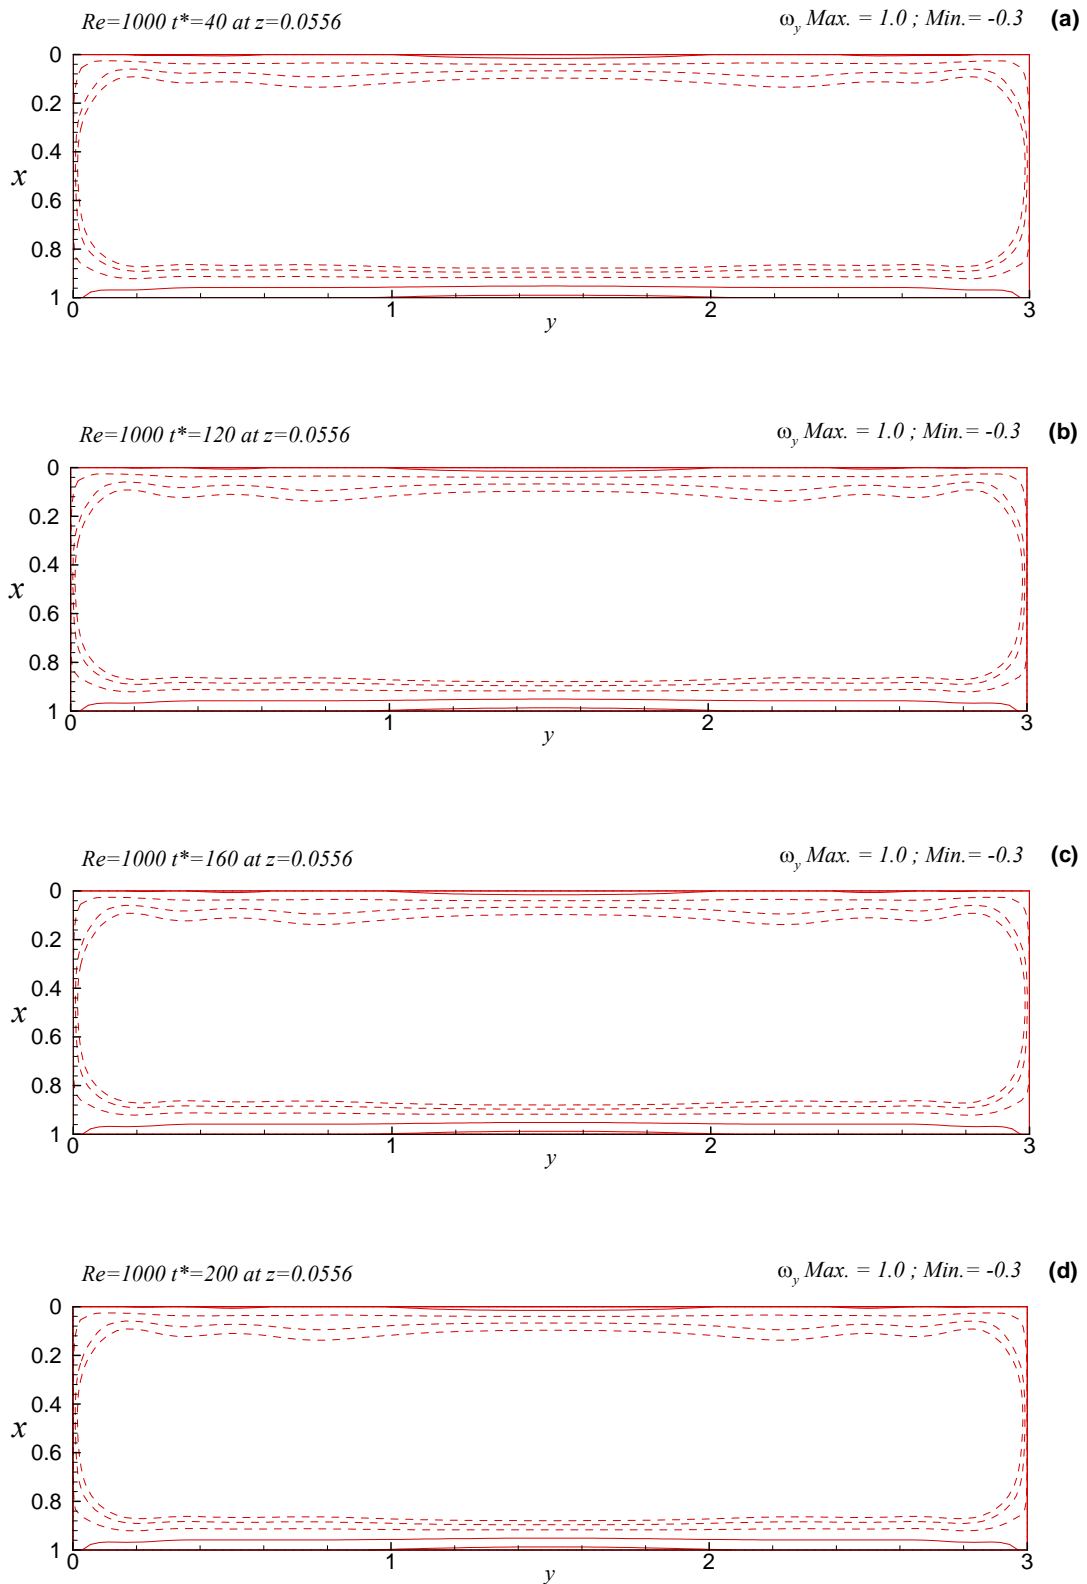 Re=1000 t*=40 at z=0.0556
ω_y Max. = 1.0 ; Min.= -0.3 (a)
0
0.2
0.4
x
0.6
0.8
1
0 1 2 3
y
Re=1000 t*=120 at z=0.0556
ω_y Max. = 1.0 ; Min.= -0.3 (b)
0
0.2
0.4
x
0.6
0.8
1
0 1 2 3
y
Re=1000 t*=160 at z=0.0556
ω_y Max. = 1.0 ; Min.= -0.3 (c)
0
0.2
0.4
x
0.6
0.8
1
0 1 2 3
y
Re=1000 t*=200 at z=0.0556
ω_y Max. = 1.0 ; Min.= -0.3 (d)
0
0.2
0.4
x
0.6
0.8
1
0 1 2 3
y